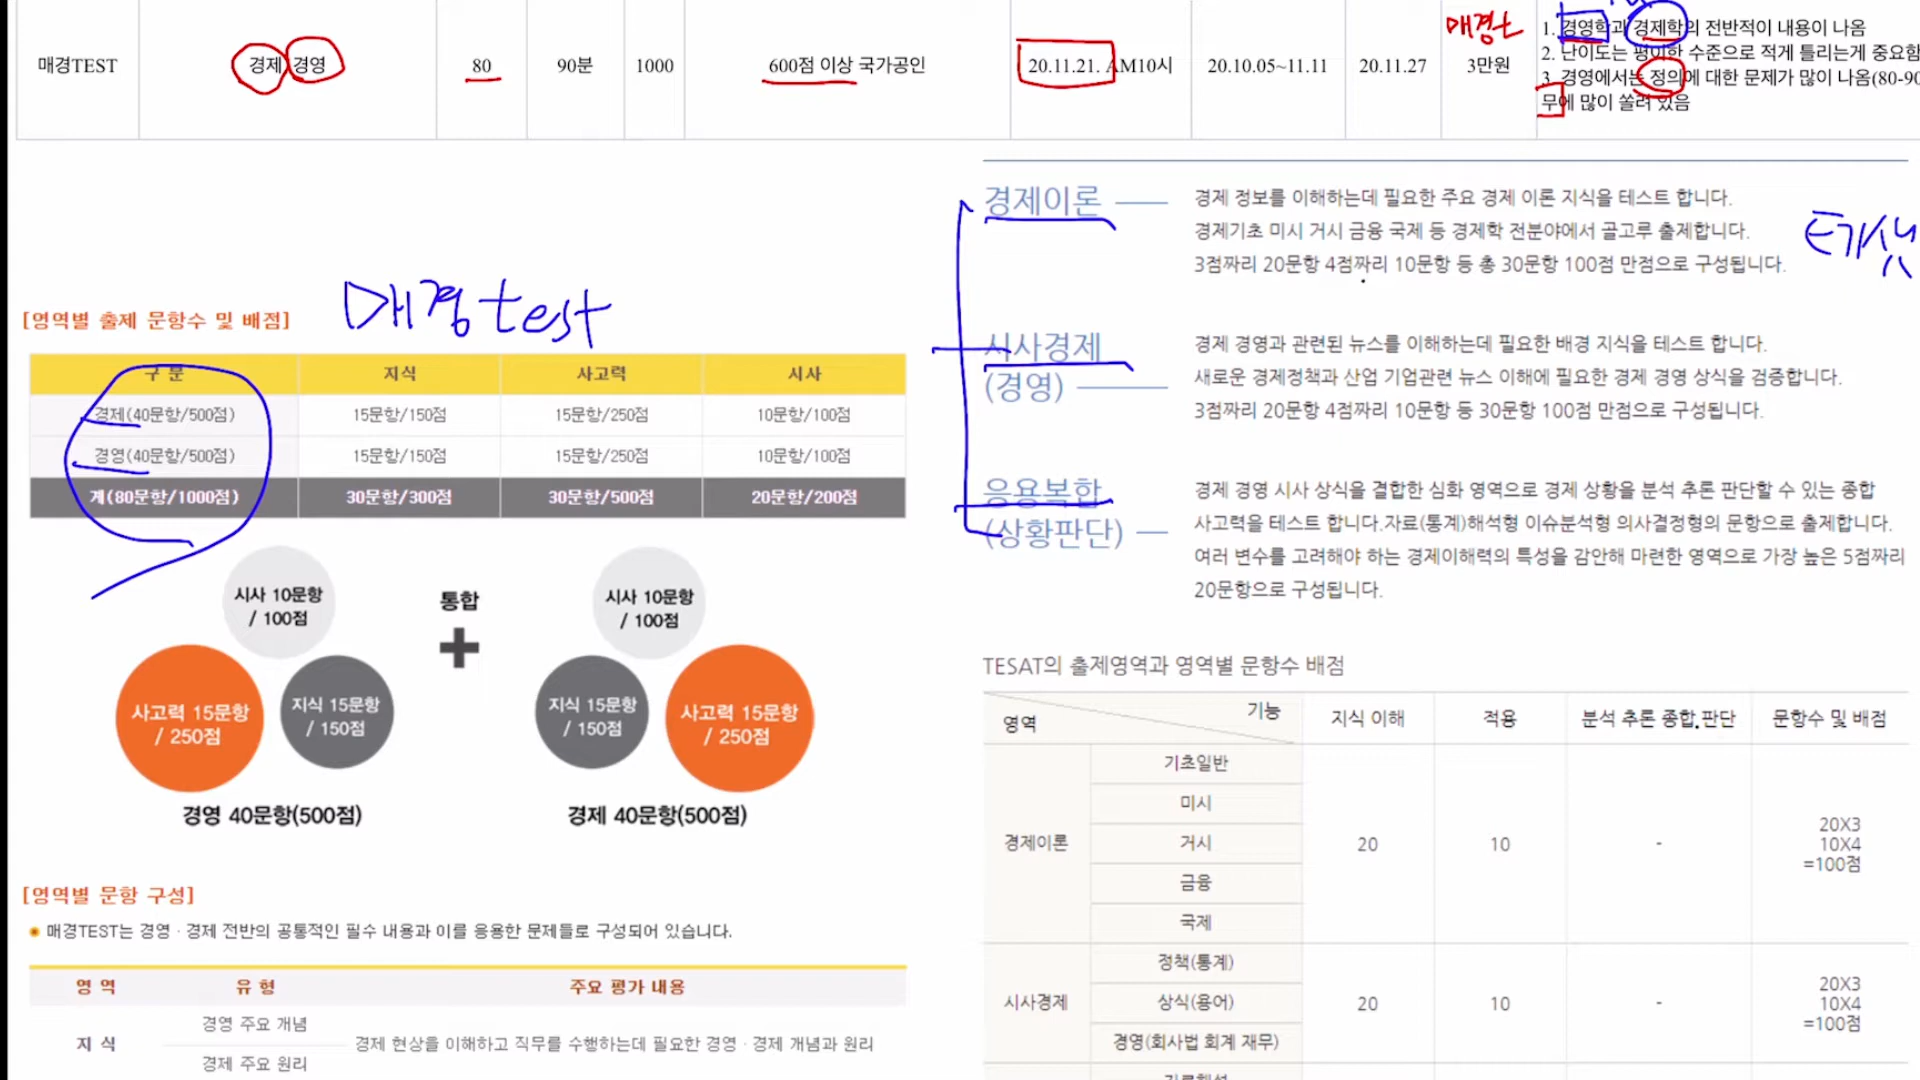 매경TEST
경제 경영
80
90분
1000
600점 이상 국가공인
20.11.21. AM10시
20.10.05~11.11
20.11.27
매경
3만원
1. 경영학과 경제학의 전반적이 내용이 나옴
2. 난이도는 평이한 수준으로 적게 틀리는게 중요함
3. 경영에서는 정의에 대한 문제가 많이 나옴(80-90
무에 많이 쏠려 있음
[영역별 출제 문항수 및 배점]
매경 test
구 분 지식 사고력 시사
경제(40문항/500점) 15문항/150점 15문항/250점 10문항/100점
경영(40문항/500점) 15문항/150점 15문항/250점 10문항/100점
계(80문항/1000점) 30문항/300점 30문항/500점 20문항/200점
시사 10문항
/ 100점
사고력 15문항
/ 250점
지식 15문항
/ 150점
경영 40문항(500점)
통합
시사 10문항
/ 100점
지식 15문항
/ 150점
사고력 15문항
/ 250점
경제 40문항(500점)
[영역별 문항 구성]
매경TEST는 경영 · 경제 전반의 공통적인 필수 내용과 이를 응용한 문제들로 구성되어 있습니다.
영 역 유 형 주요 평가 내용
지 식
경영 주요 개념
경제 주요 원리
경제 현상을 이해하고 직무를 수행하는데 필요한 경영 · 경제 개념과 원리
경제이론
경제 정보를 이해하는데 필요한 주요 경제 이론 지식을 테스트 합니다.
경제기초 미시 거시 금융 국제 등 경제학 전분야에서 골고루 출제합니다.
3점짜리 20문항 4점짜리 10문항 등 총 30문항 100점 만점으로 구성됩니다.
테샛
시사경제
(경영)
경제 경영과 관련된 뉴스를 이해하는데 필요한 배경 지식을 테스트 합니다.
새로운 경제정책과 산업 기업관련 뉴스 이해에 필요한 경제 경영 상식을 검증합니다.
3점짜리 20문항 4점짜리 10문항 등 30문항 100점 만점으로 구성됩니다.
응용복합
(상황판단)
경제 경영 시사 상식을 결합한 심화 영역으로 경제 상황을 분석 추론 판단할 수 있는 종합
사고력을 테스트 합니다.자료(통계)해석형 이슈분석형 의사결정형의 문항으로 출제합니다.
여러 변수를 고려해야 하는 경제이해력의 특성을 감안해 마련한 영역으로 가장 높은 5점짜리
20문항으로 구성됩니다.
TESAT의 출제영역과 영역별 문항수 배점
영역 기능 지식 이해 적용 분석 추론 종합,판단 문항수 및 배점
경제이론
기초일반
미시
거시
금융
국제
20 10 -
20X3
10X4
=100점
시사경제
정책(통계)
상식(용어)
경영(회사법 회계 재무)
20 10 -
20X3
10X4
=100점